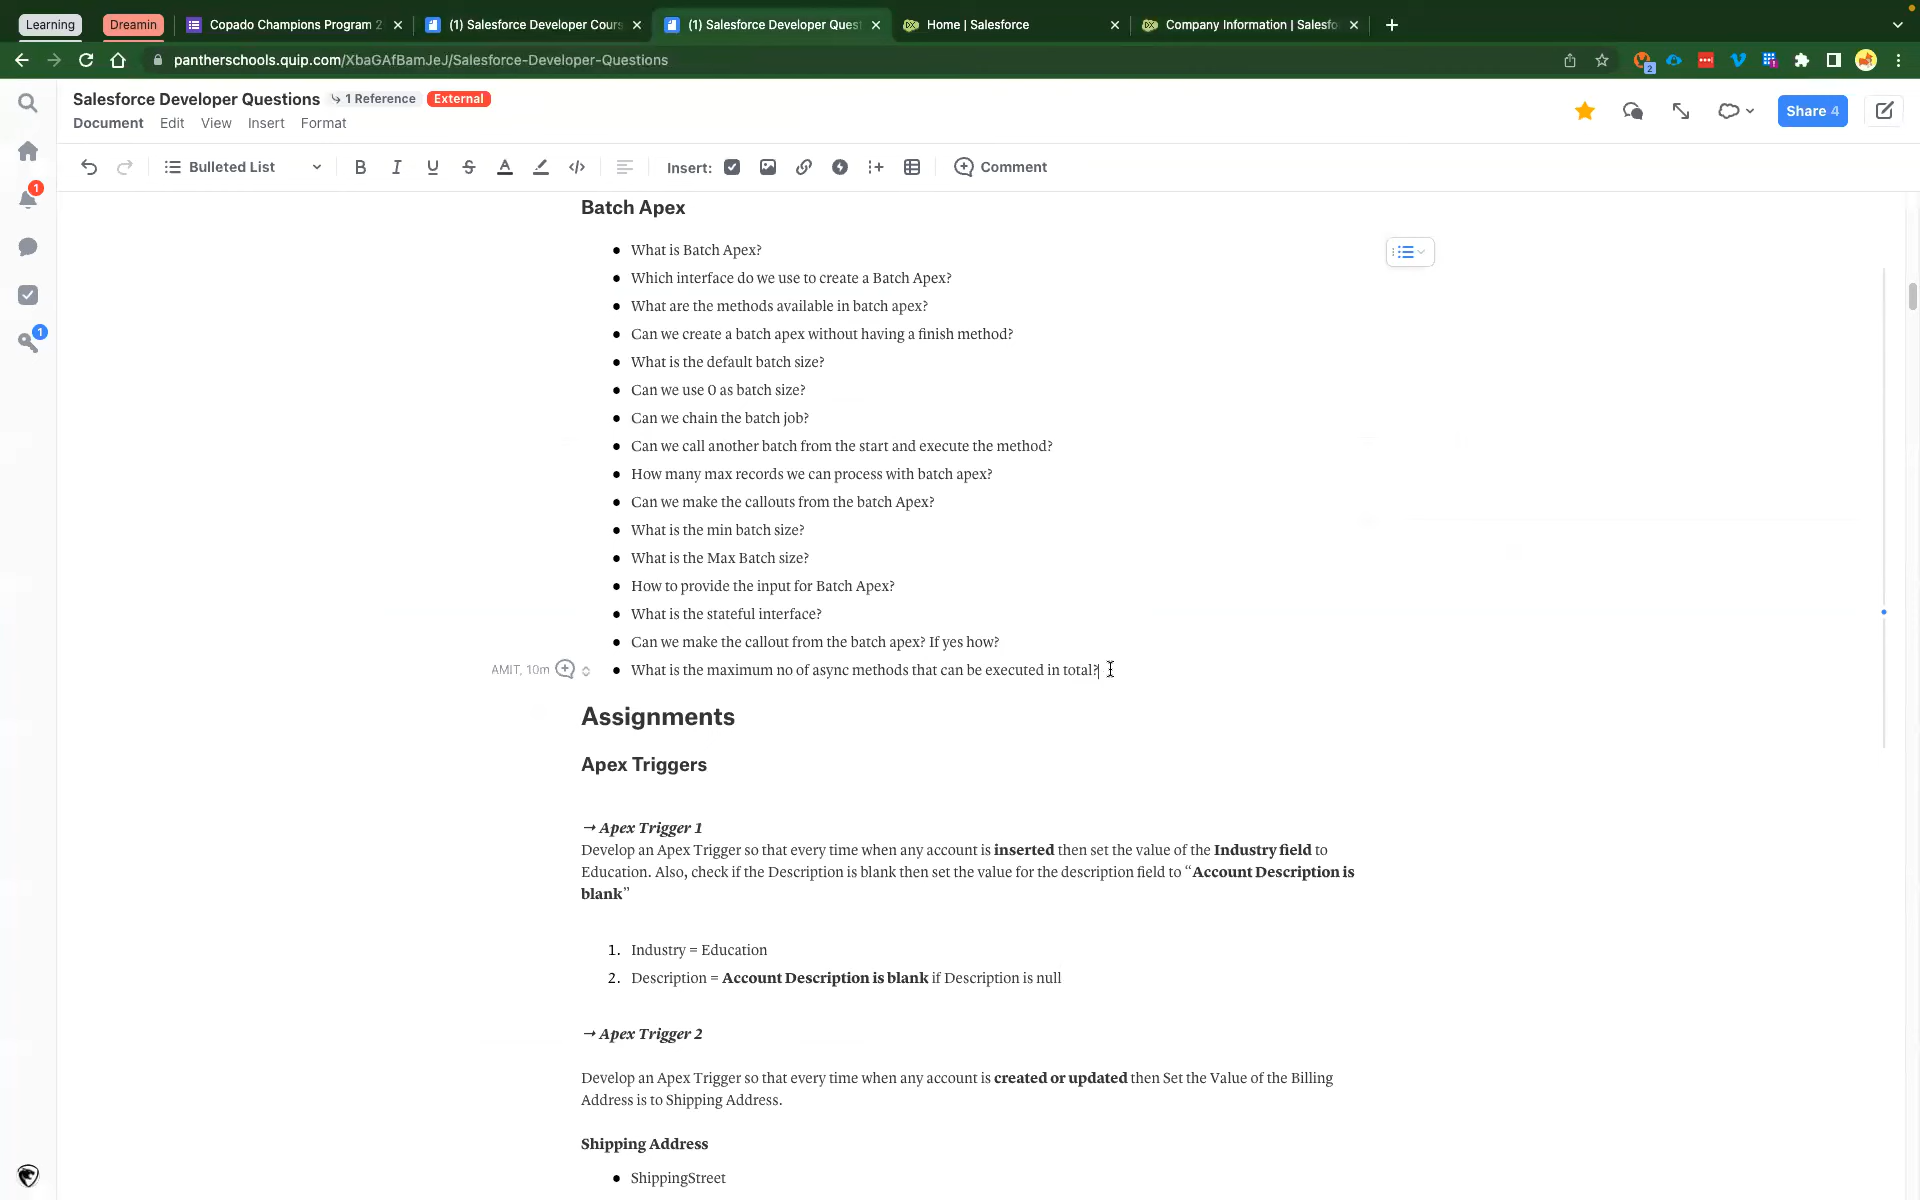 Learning
Dreamin
Copado Champions Program 2
(1) Salesforce Developer Cours
(1) Salesforce Developer Ques
Home | Salesforce
Company Information | Salesfo
pantherschools.quip.com/XbaGAfBamJeJ/Salesforce-Developer-Questions
2
Salesforce Developer Questions
1 Reference
External
Document Edit View Insert Format
Share 4
Bulleted List
B I U S A
Insert:
Comment
1
1
Batch Apex
• What is Batch Apex?
• Which interface do we use to create a Batch Apex?
• What are the methods available in batch apex?
• Can we create a batch apex without having a finish method?
• What is the default batch size?
• Can we use 0 as batch size?
• Can we chain the batch job?
• Can we call another batch from the start and execute the method?
• How many max records we can process with batch apex?
• Can we make the callouts from the batch Apex?
• What is the min batch size?
• What is the Max Batch size?
• How to provide the input for Batch Apex?
• What is the stateful interface?
• Can we make the callout from the batch apex? If yes how?
AMIT, 10m
• What is the maximum no of async methods that can be executed in total?
Assignments
Apex Triggers
→ Apex Trigger 1
Develop an Apex Trigger so that every time when any account is inserted then set the value of the Industry field to
Education. Also, check if the Description is blank then set the value for the description field to “Account Description is
blank”
1. Industry = Education
2. Description = Account Description is blank if Description is null
→ Apex Trigger 2
Develop an Apex Trigger so that every time when any account is created or updated then Set the Value of the Billing
Address is to Shipping Address.
Shipping Address
• ShippingStreet